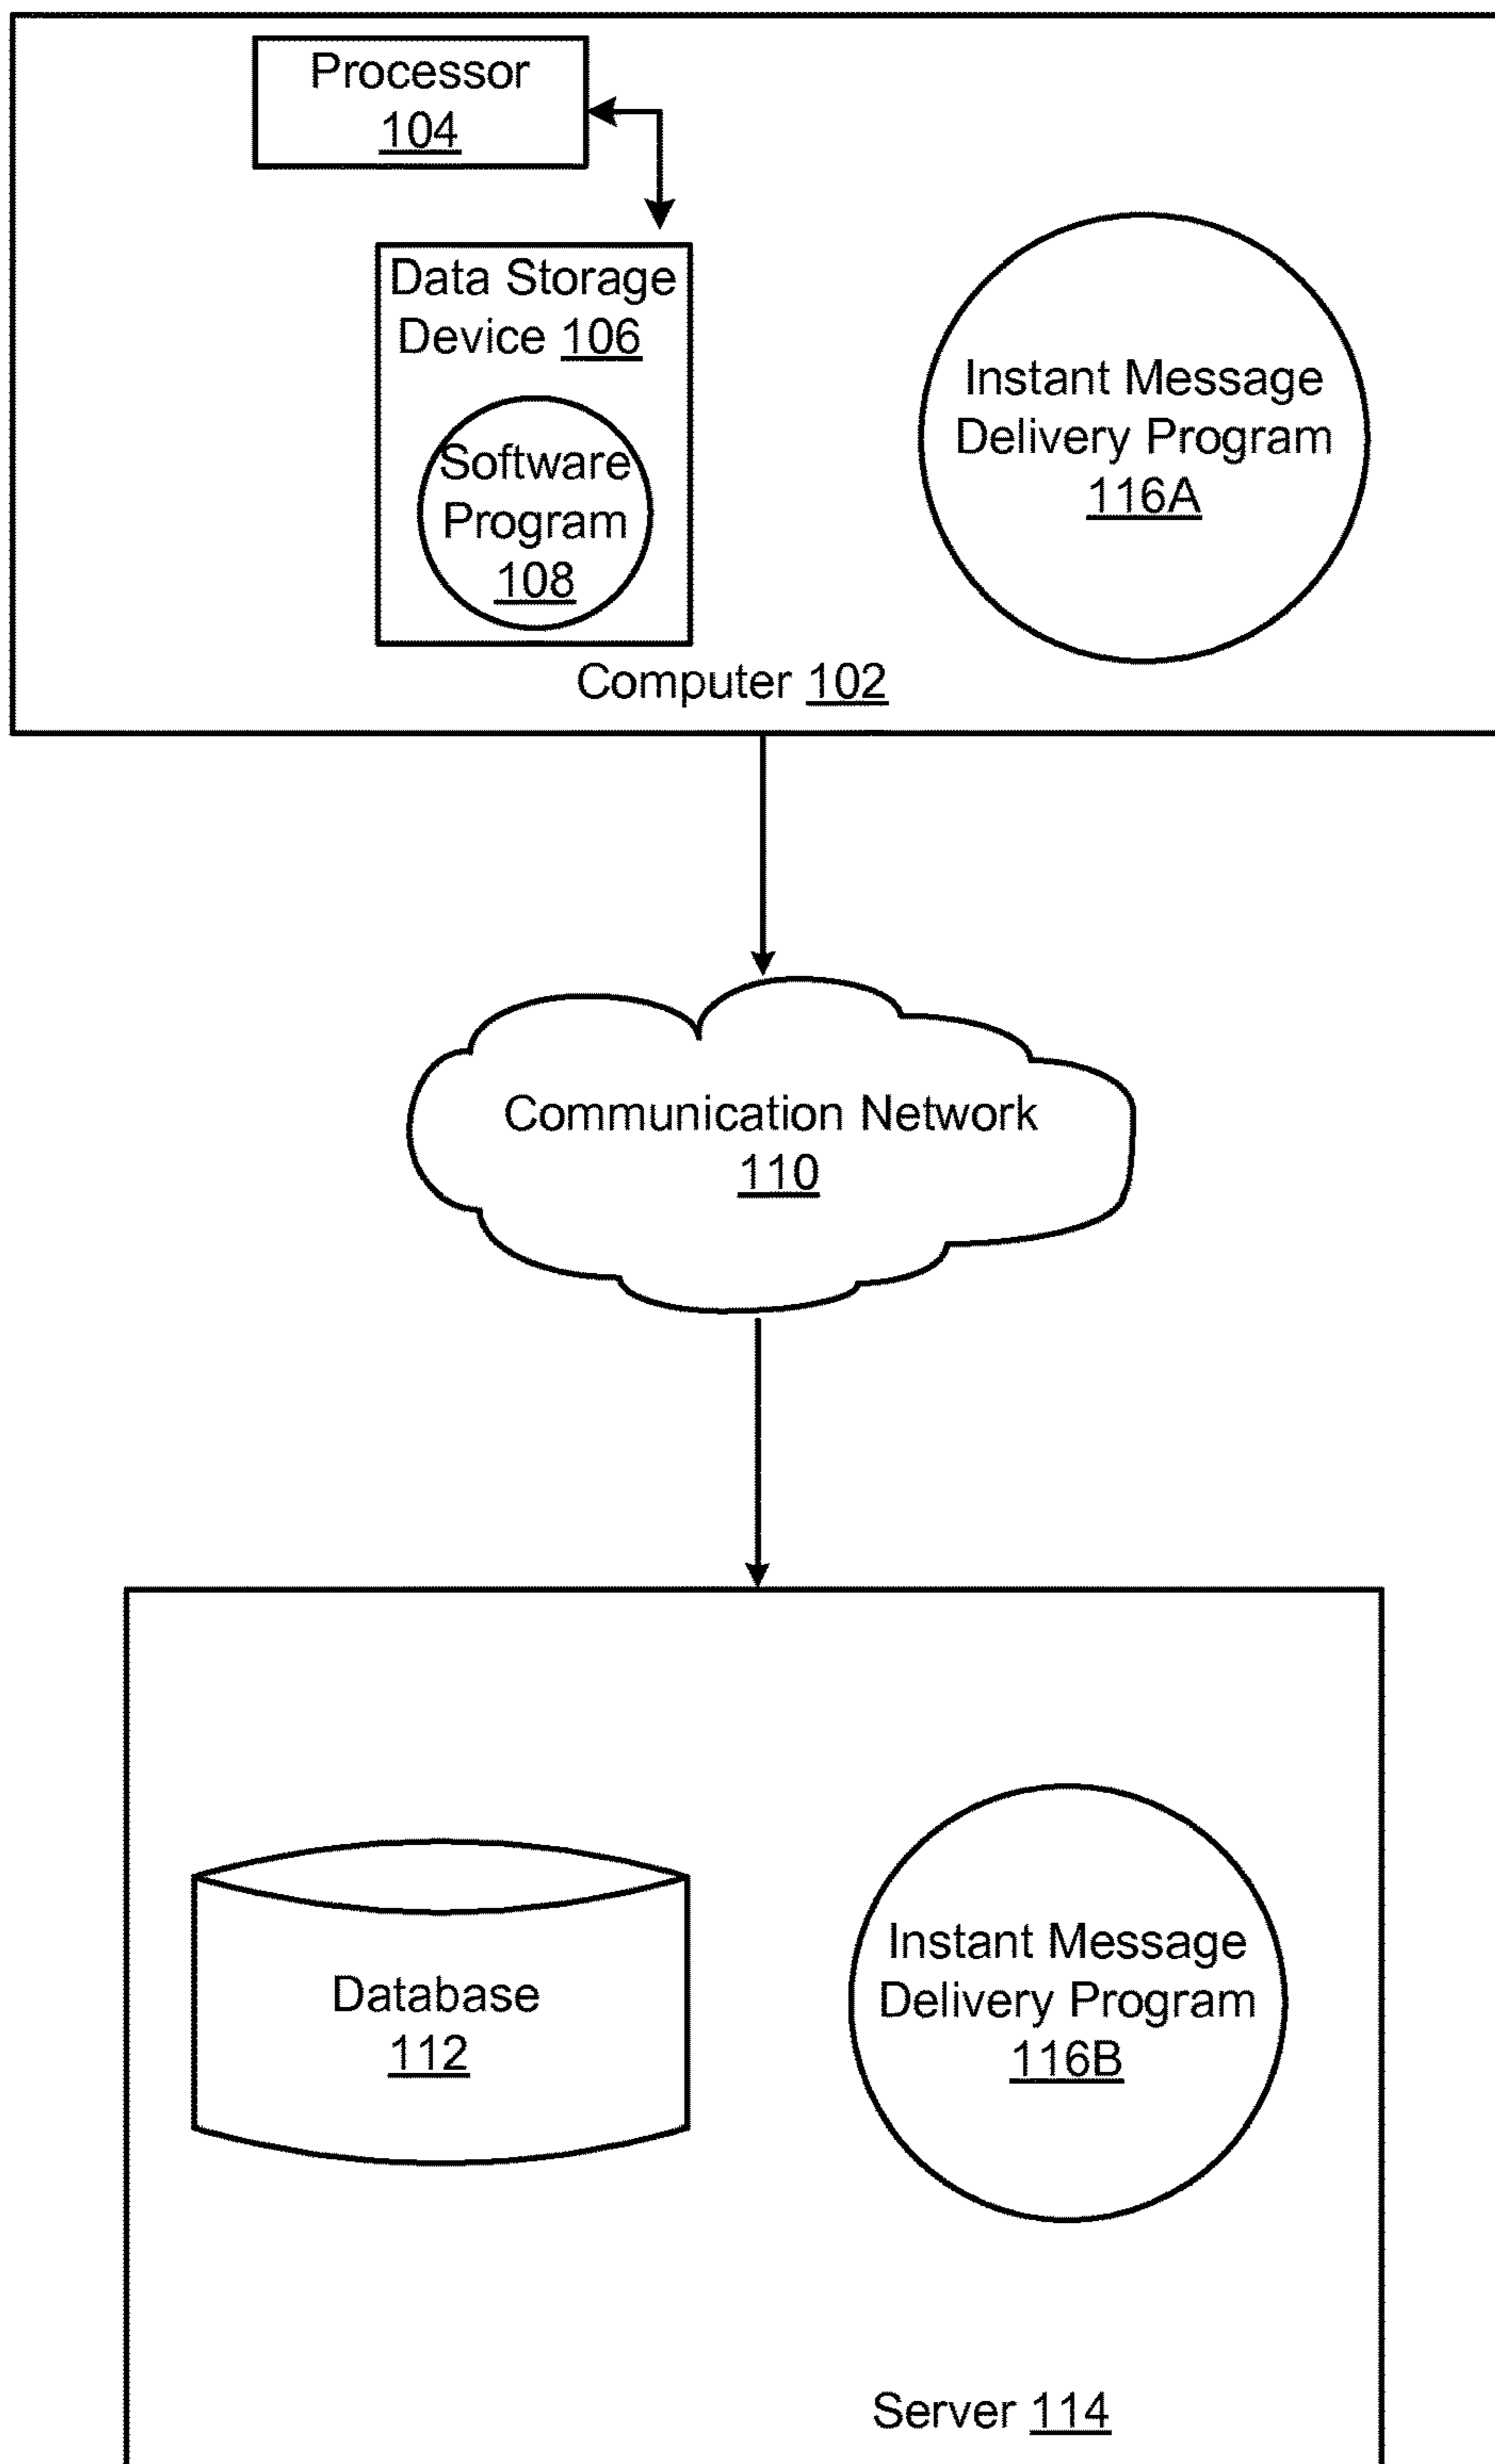 Processor
104
Data Storage
Device 106
Software
Program
108
Instant Message
Delivery Program
116A
Computer 102
Communication Network
110
Database
112
Instant Message
Delivery Program
116B
Server 114